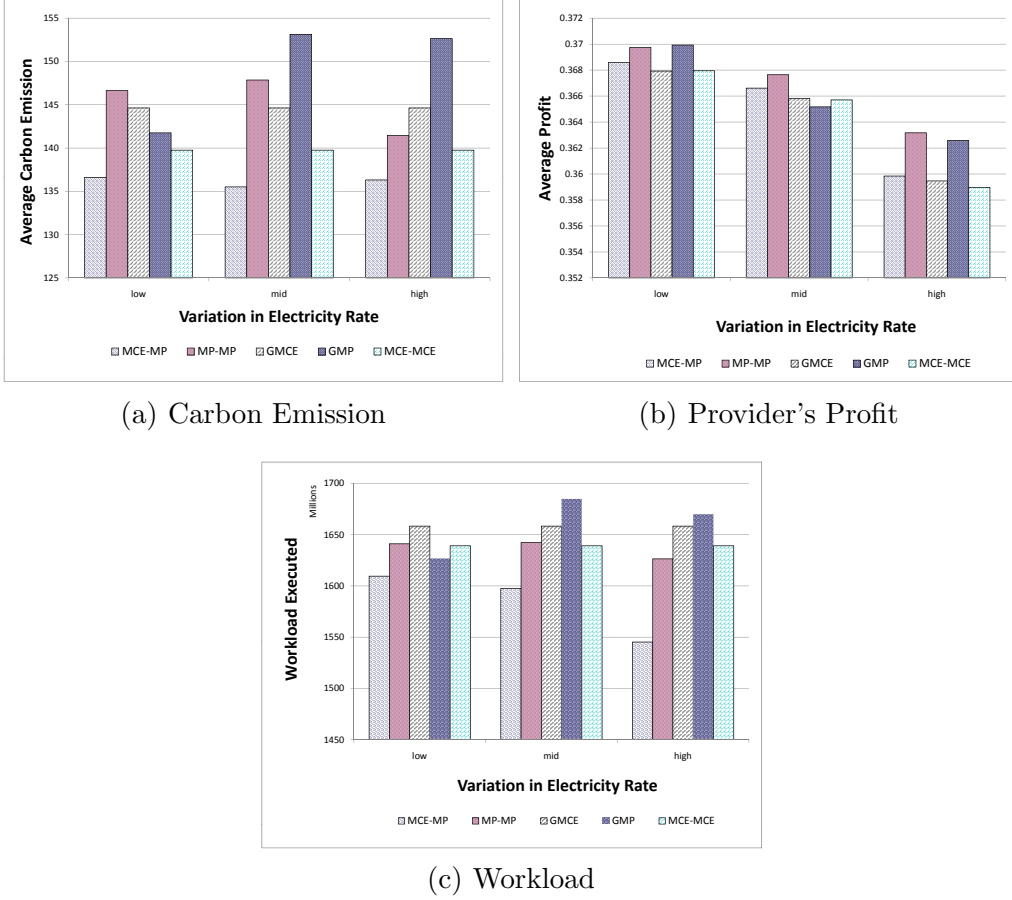 155
150
145
140
135
130
125
Average Carbon Emission
low mid high
Variation in Electricity Rate
MCE-MP MP-MP GMCE GMP MCE-MCE
(a) Carbon Emission
0.372
0.37
0.368
0.366
0.364
0.362
0.36
0.358
0.356
0.354
0.352
Average Profit
low mid high
Variation in Electricity Rate
MCE-MP MP-MP GMCE GMP MCE-MCE
(b) Provider's Profit
1700
1650
1600
1550
1500
1450
Millions
Workload Executed
low mid high
Variation in Electricity Rate
MCE-MP MP-MP GMCE GMP MCE-MCE
(c) Workload